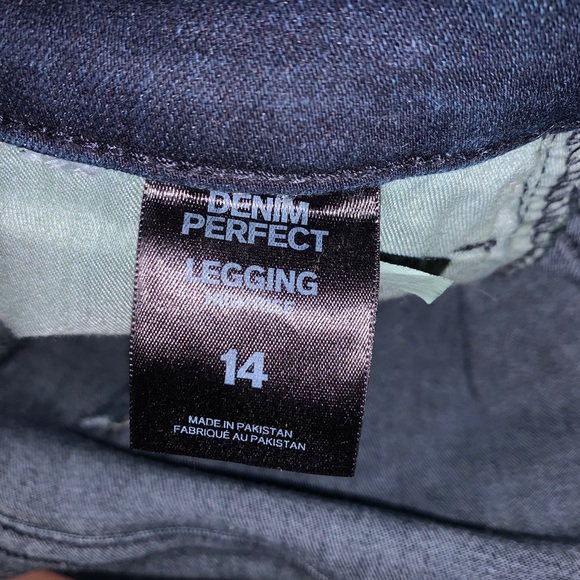 DENIM
PERFECT
LEGGING
14
MADE IN PAKISTAN
FABRIQUÉ AU PAKISTAN